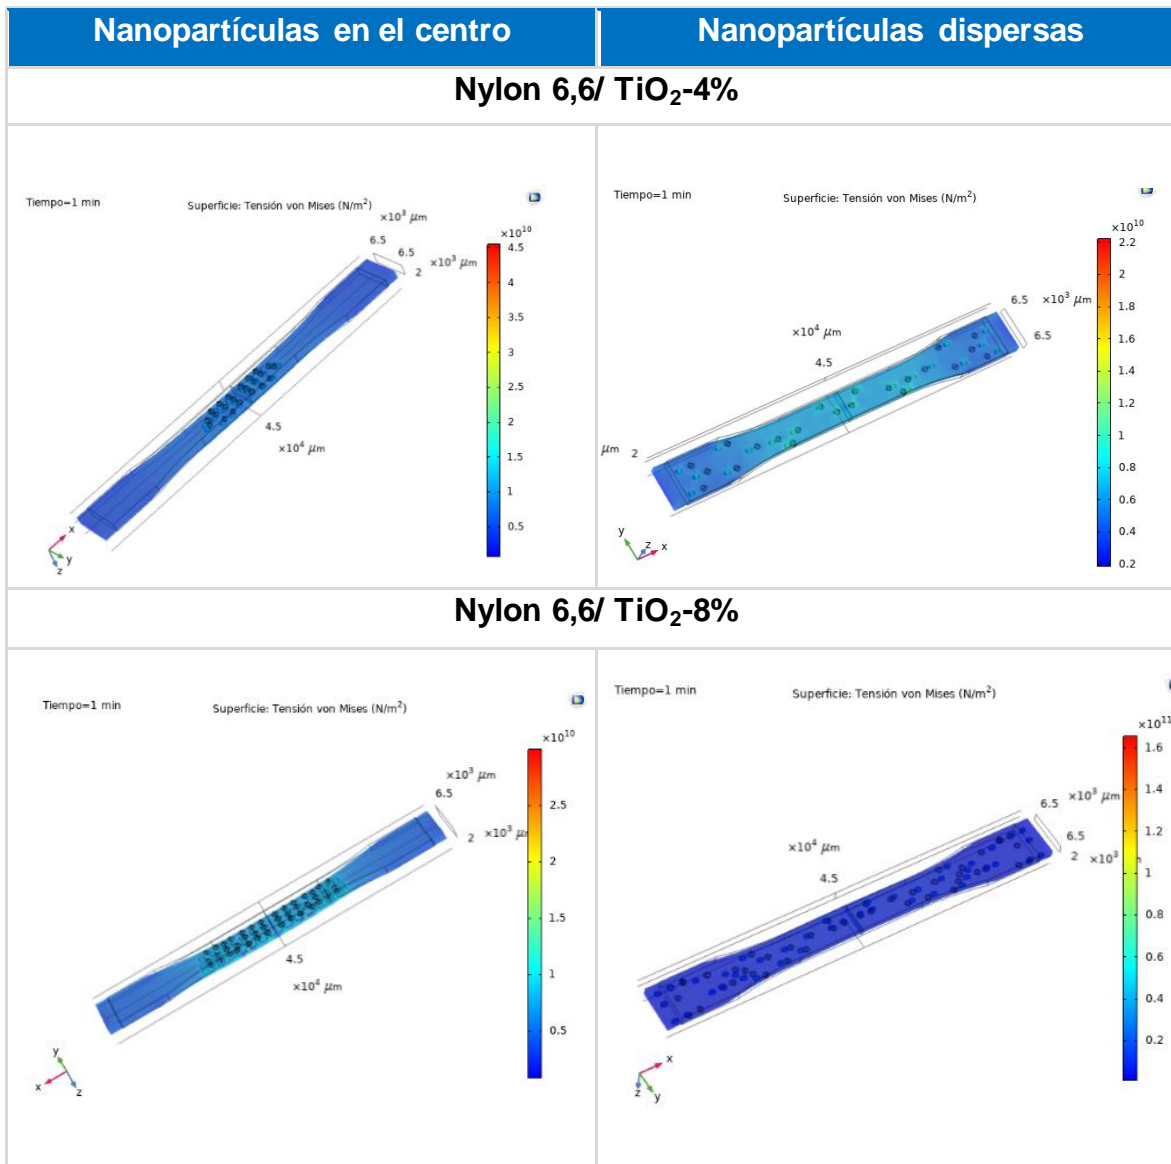 Nanopartículas en el centro
Nanopartículas dispersas
Nylon 6,6/ TiO₂-4%
Tiempo=1 min
Superficie: Tensión von Mises (N/m²)
×10³ μm
6.5
6.5
2
×10³ μm
4.5
×10⁴ μm
x
y
z
×10¹⁰
4.5
4
3.5
3
2.5
2
1.5
1
0.5
Tiempo=1 min
Superficie: Tensión von Mises (N/m²)
×10⁴ μm
4.5
6.5
×10³ μm
6.5
μm
2
y
z
x
×10¹⁰
2.2
2
1.8
1.6
1.4
1.2
1
0.8
0.6
0.4
0.2
Nylon 6,6/ TiO₂-8%
Tiempo=1 min
Superficie: Tensión von Mises (N/m²)
×10³ μm
6.5
2
×10³ μ
4.5
×10⁴ μm
y
x
z
×10¹⁰
2.5
2
1.5
1
0.5
Tiempo=1 min
Superficie: Tensión von Mises (N/m²)
×10⁴ μm
4.5
6.5
×10³ μm
6.5
2
×10³
x
z
y
×10¹¹
1.6
1.4
1.2
1
0.8
0.6
0.4
0.2